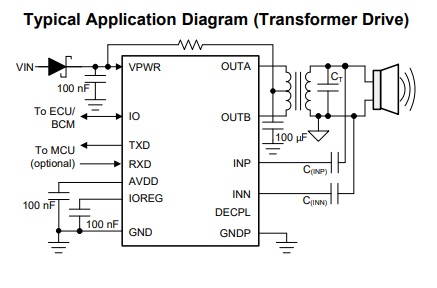 Typical Application Diagram (Transformer Drive)
VIN
VPWR
OUTA
CT
100 nF
To ECU/
BCM
IO
OUTB
100 µF
To MCU
(optional)
TXD
RXD
INP
C(INP)
AVDD
IOREG
INN
C(INN)
100 nF
DECPL
100 nF
GND
GNDP